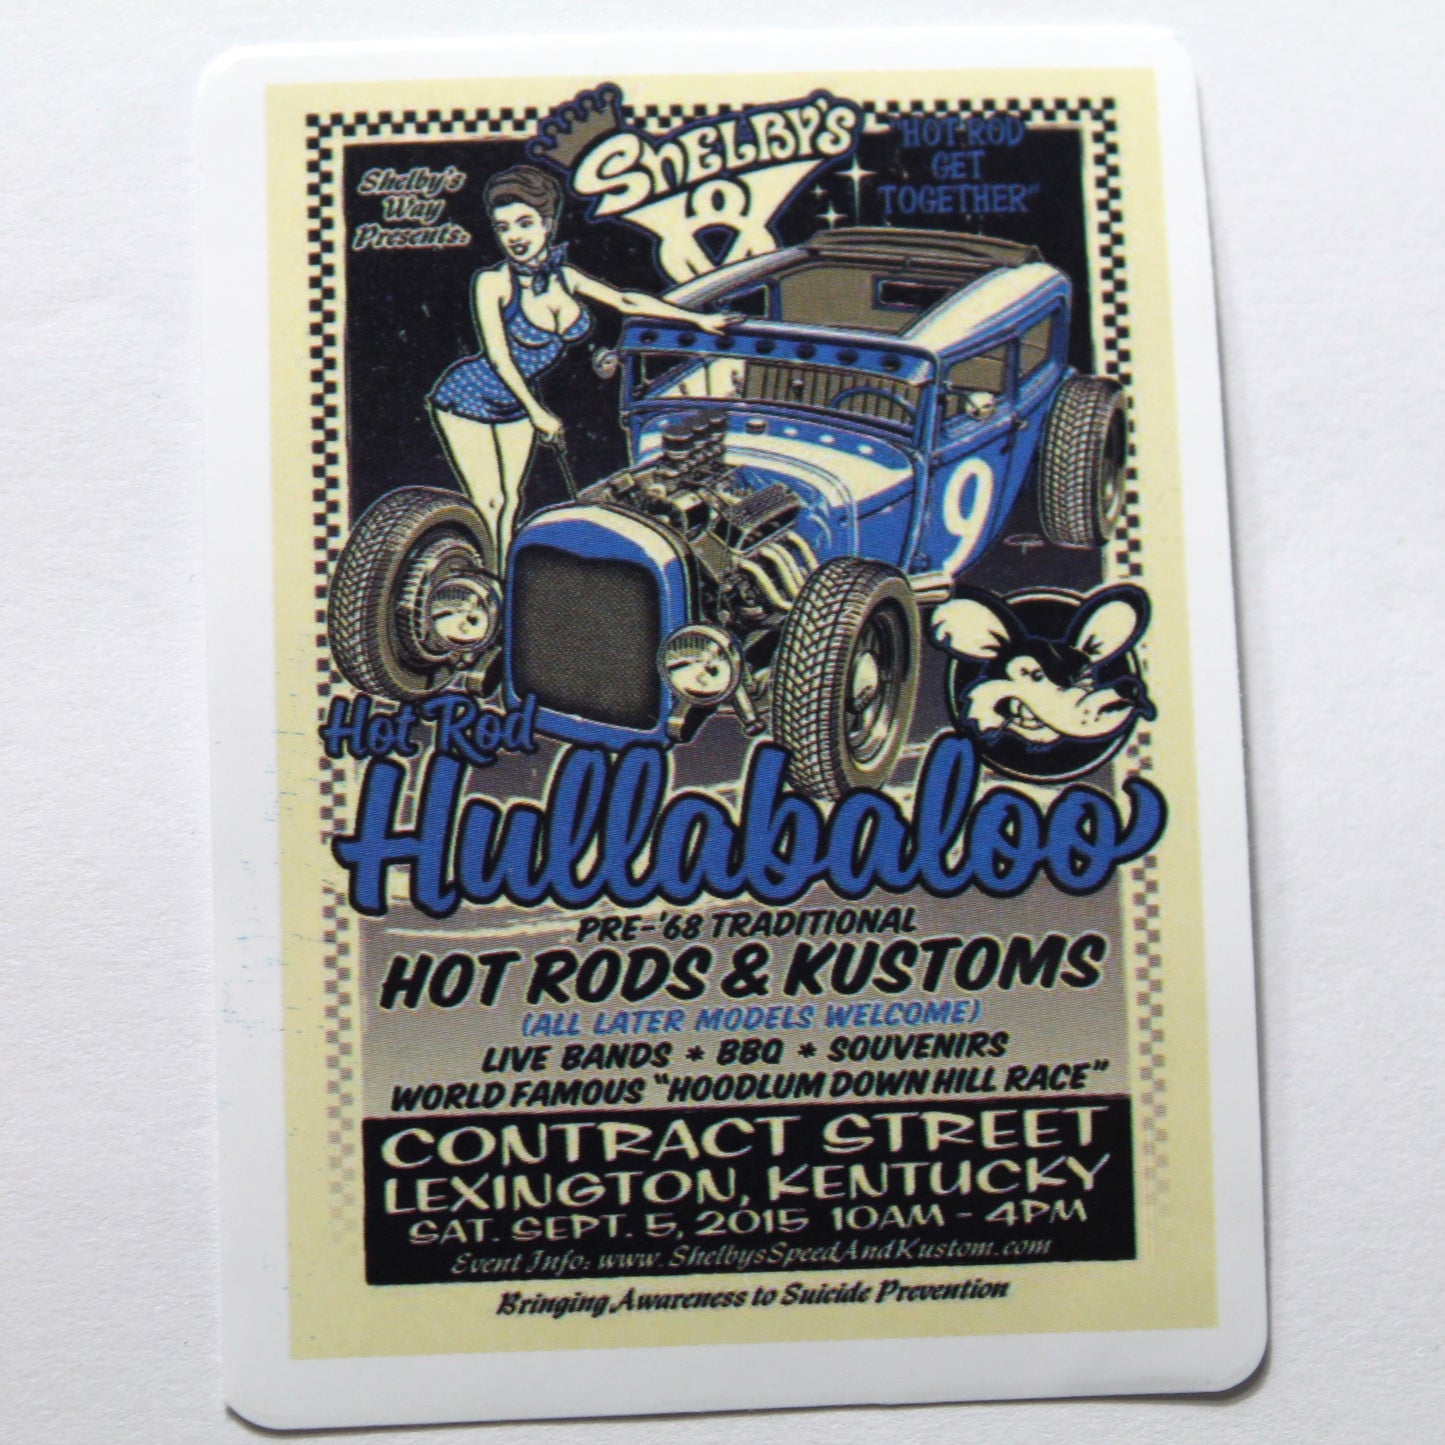 Shelby's
Way
Presents:
SHELBY'S
8
"HOT ROD
GET
TOGETHER"
9
Hot Rod
Hullabaloo
PRE-'68 TRADITIONAL
HOT RODS & KUSTOMS
(ALL LATER MODELS WELCOME)
LIVE BANDS * BBQ * SOUVENIRS
WORLD FAMOUS "HOODLUM DOWN HILL RACE"
CONTRACT STREET
LEXINGTON, KENTUCKY
SAT. SEPT. 5, 2015 10AM - 4PM
Event Info: www.ShelbysSpeedAndKustom.com
Bringing Awareness to Suicide Prevention